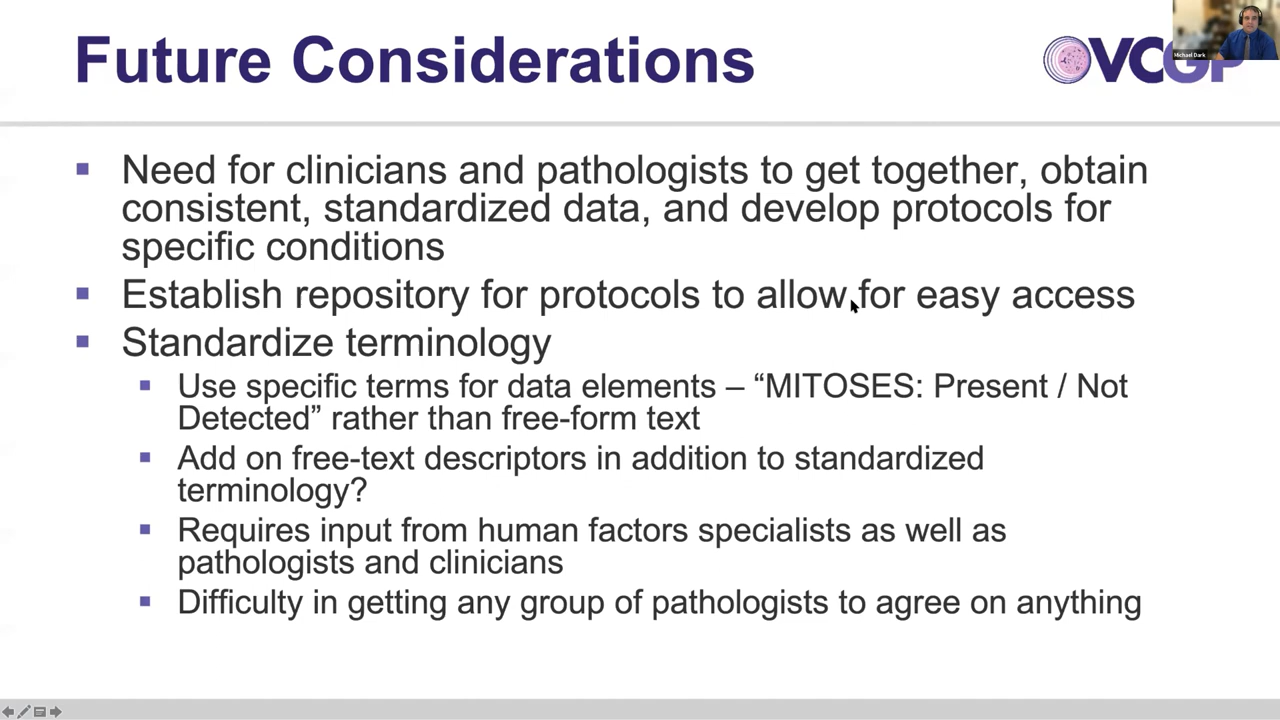 Future Considerations
VCGP
Michael Dark
Need for clinicians and pathologists to get together, obtain
consistent, standardized data, and develop protocols for
specific conditions
Establish repository for protocols to allow for easy access
Standardize terminology
Use specific terms for data elements – “MITOSES: Present / Not
Detected” rather than free-form text
Add on free-text descriptors in addition to standardized
terminology?
Requires input from human factors specialists as well as
pathologists and clinicians
Difficulty in getting any group of pathologists to agree on anything